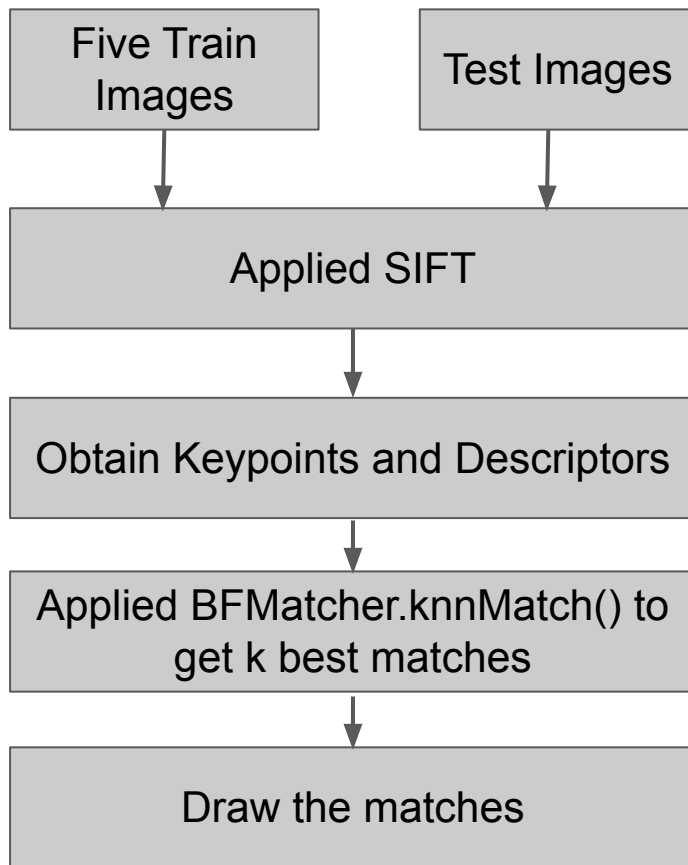 Five Train
Images
Test Images
Applied SIFT
Obtain Keypoints and Descriptors
Applied BFMatcher.knnMatch() to
get k best matches
Draw the matches